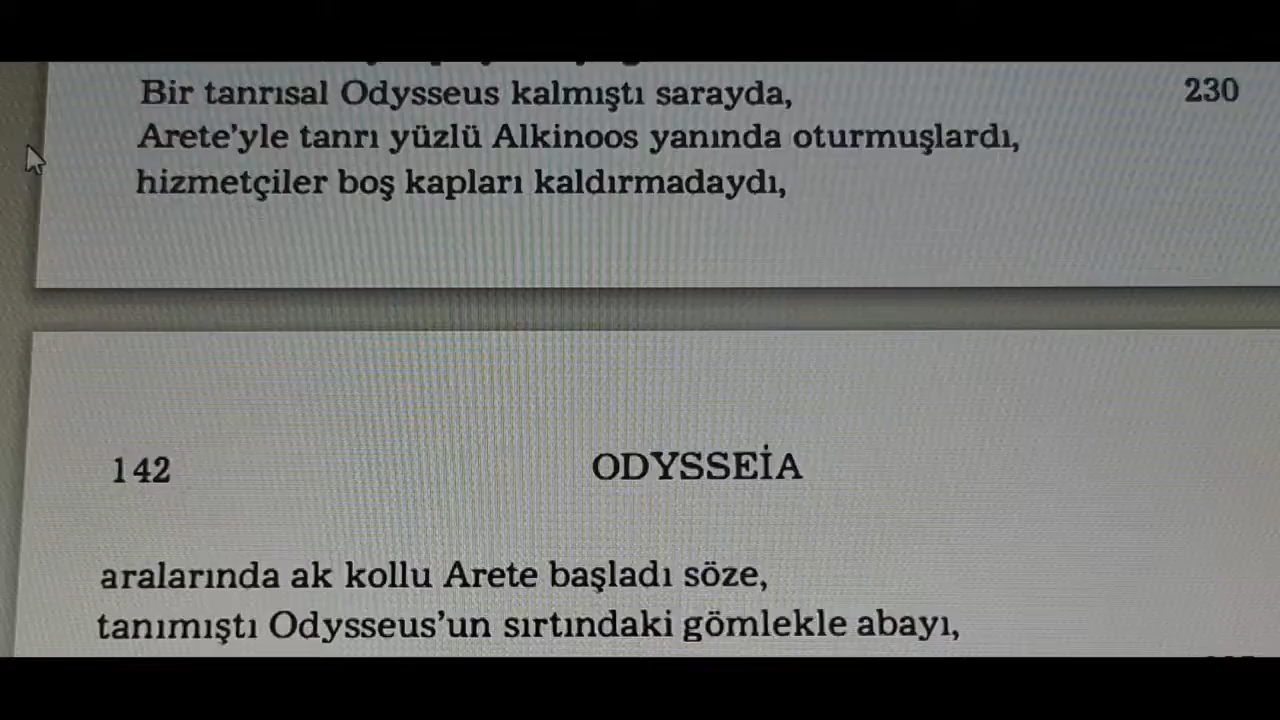 Bir tanrısal Odysseus kalmıştı sarayda, 230
Arete'yle tanrı yüzlü Alkinoos yanında oturmuşlardı,
hizmetçiler boş kapları kaldırmadaydı,
142 ODYSSEİA
aralarında ak kollu Arete başladı söze,
tanımıştı Odysseus'un sırtındaki gömlekle abayı,